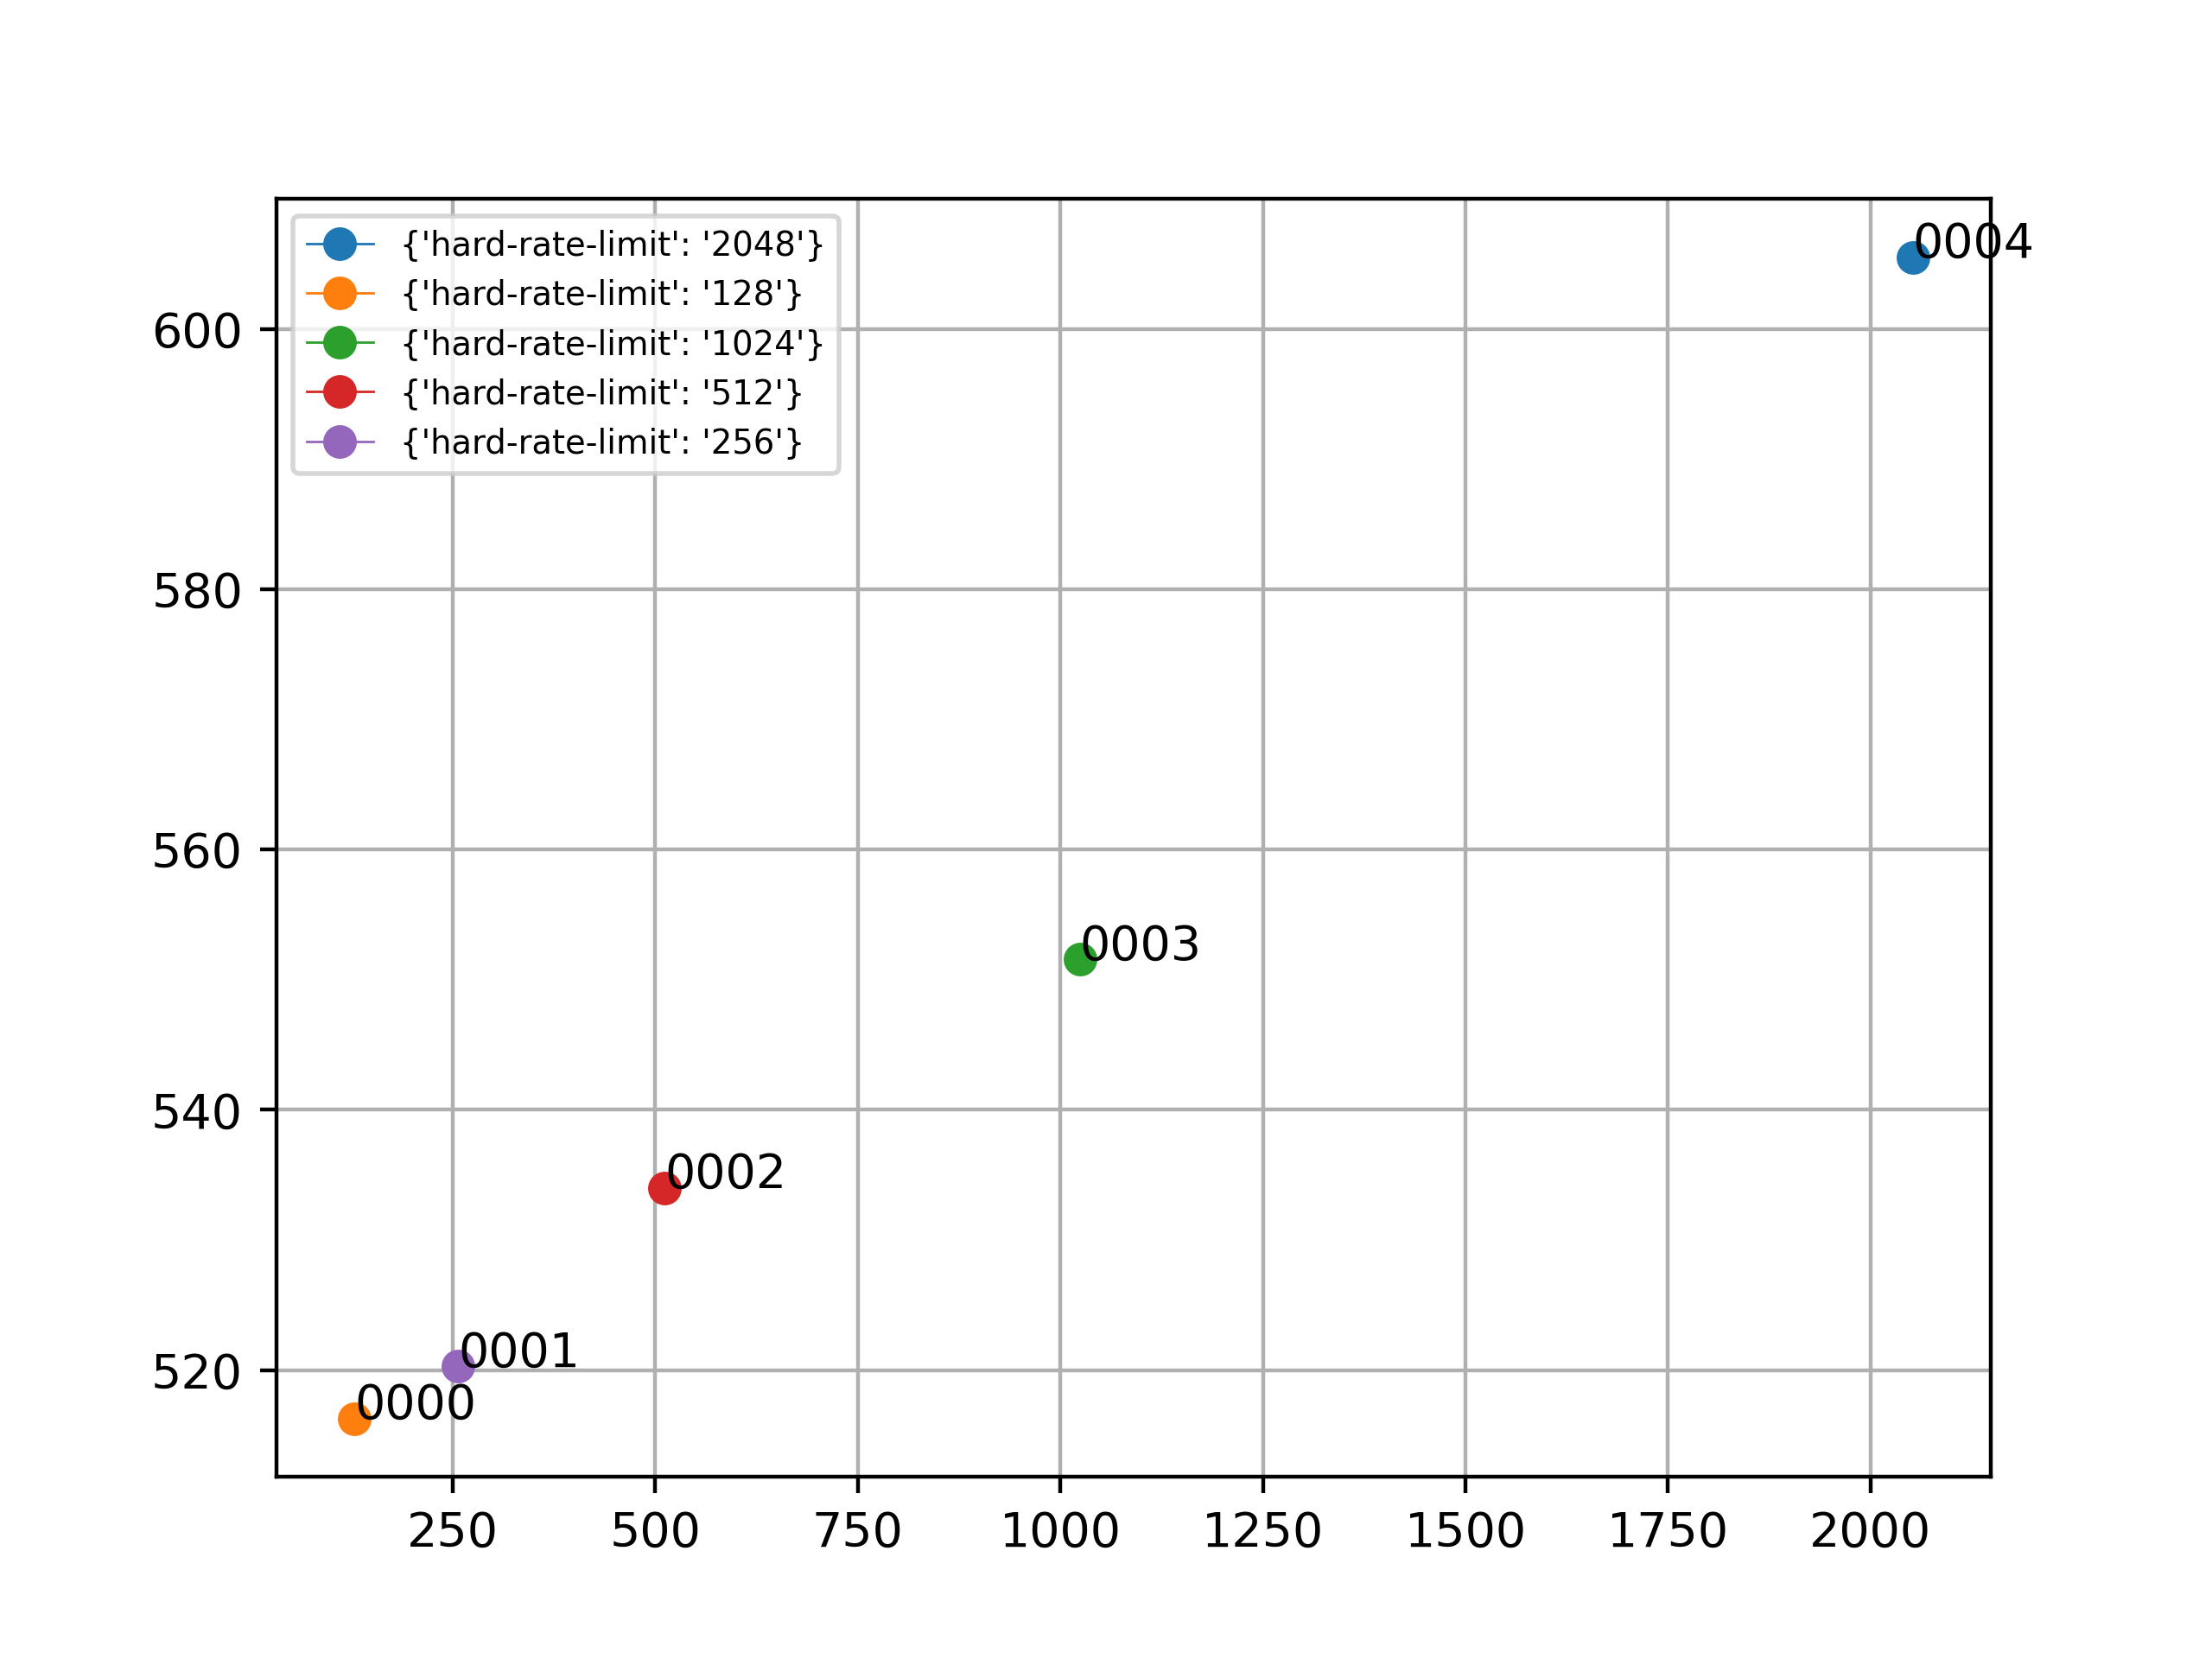 {'hard-rate-limit': '2048'}
{'hard-rate-limit': '128'}
{'hard-rate-limit': '1024'}
{'hard-rate-limit': '512'}
{'hard-rate-limit': '256'}
0004
600
580
560
0003
540
0002
520
0001
0000
250 500 750 1000 1250 1500 1750 2000